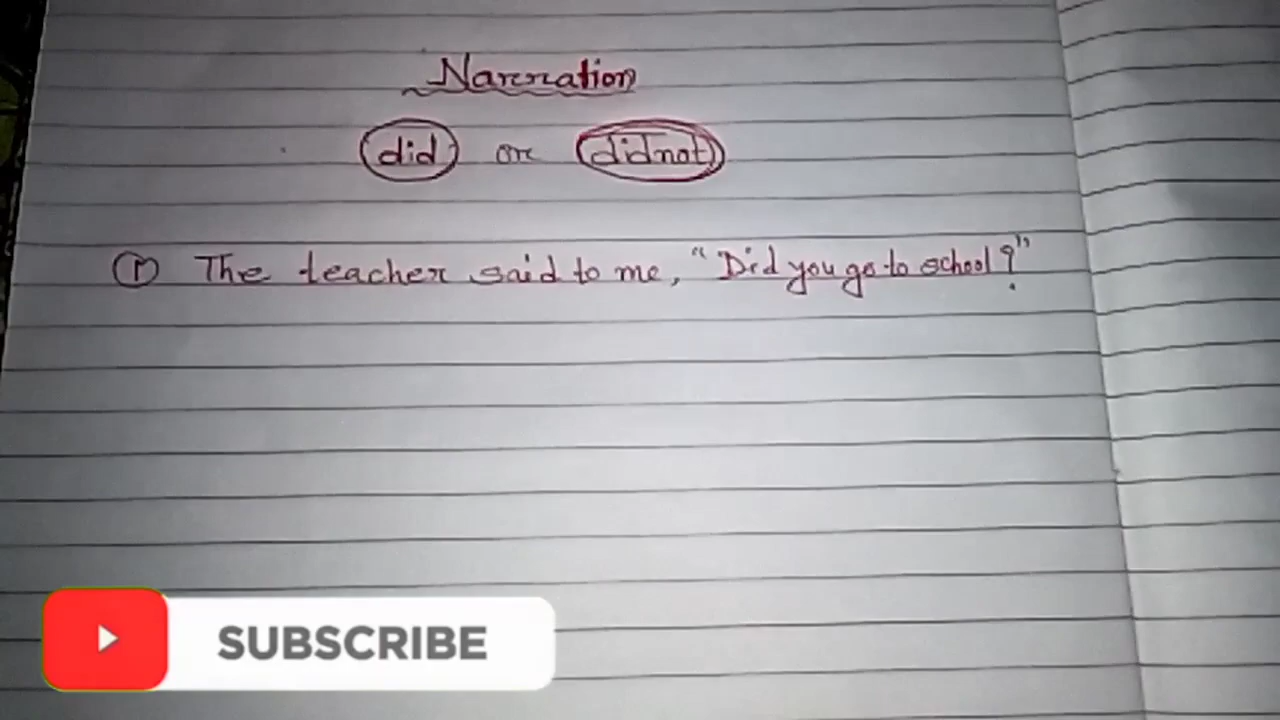 Narration
did or didnot
① The teacher said to me, "Did you go to school?"
SUBSCRIBE